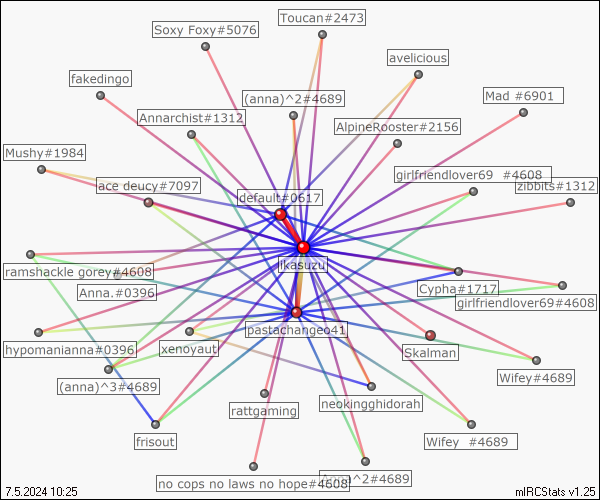 Toucan#2473
Soxy Foxy#5076
avelicious
fakedingo
(anna)^2#4689
Mad #6901
Annarchist#1312
AlpineRooster#2156
Mushy#1984
girlfriendlover69 #4608
ace deucy#7097
zibbits#1312
default#0617
ikasuzu
ramshackle gorey#4608
Cypha#1717
Anna.#0396
girlfriendlover69#4608
pastachangeo41
hypomanianna#0396
xenoyaut
Skalman
(anna)^3#4689
Wifey#4689
rattgaming
neokingghidorah
frisout
Wifey #4689
no cops no laws no hope#4608
^2#4689
7.5.2024 10:25
mIRCStats v1.25